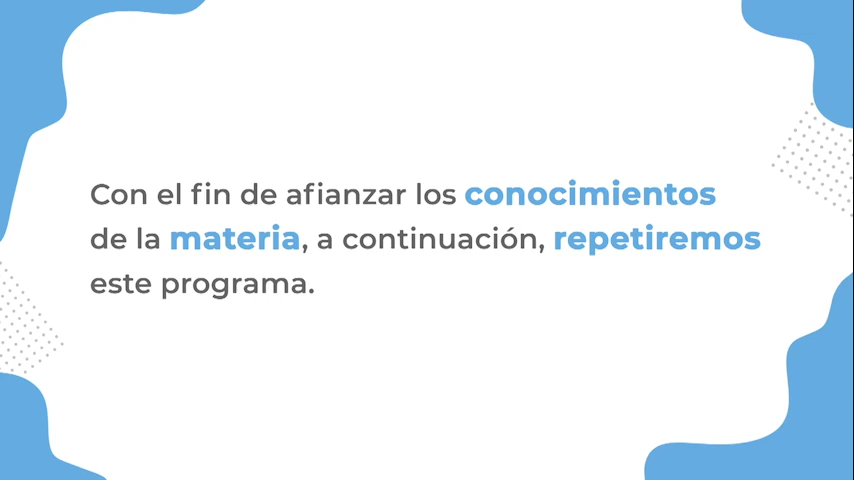 Con el fin de afianzar los conocimientos
de la materia, a continuación, repetiremos
este programa.